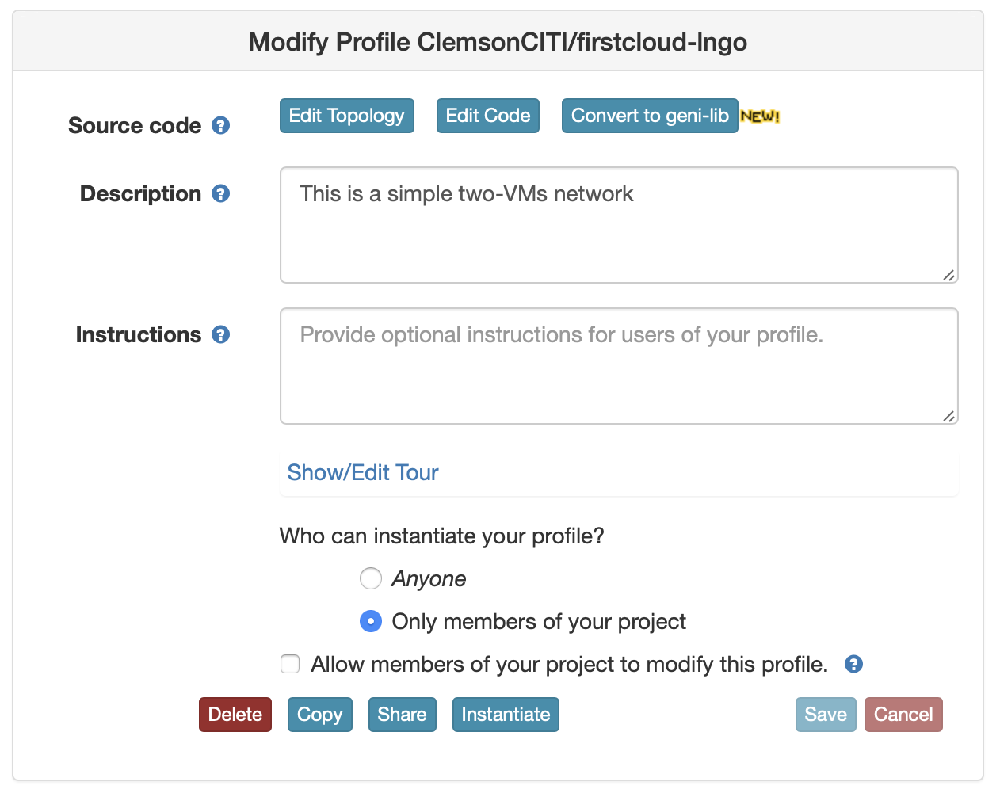 Modify Profile ClemsonCITI/firstcloud-lngo
Source code ? Edit Topology Edit Code Convert to geni-lib NEW!
Description ? This is a simple two-VMs network
Instructions ? Provide optional instructions for users of your profile.
Show/Edit Tour
Who can instantiate your profile?
Anyone
Only members of your project
Allow members of your project to modify this profile. ?
Delete Copy Share Instantiate Save Cancel